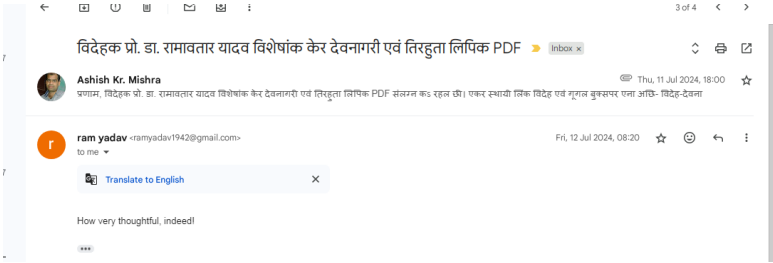 3 of 4
विदेहक प्रो. डा. रामावतार यादव विशेषांक केर देवनागरी एवं तिरहुता लिपिक PDF
Inbox ×
Ashish Kr. Mishra
Thu, 11 Jul 2024, 18:00
प्रणाम, विदेहक प्रो. डा. रामावतार यादव विशेषांक केर देवनागरी एवं तिरहुता लिपिक PDF संलग्न कऽ रहल छी। एकर स्थायी लिंक विदेह एवं गूगल बुक्सपर एना अछि- विदेह-देवना
r
ram yadav <ramyadav1942@gmail.com>
Fri, 12 Jul 2024, 08:20
to me
Translate to English
How very thoughtful, indeed!